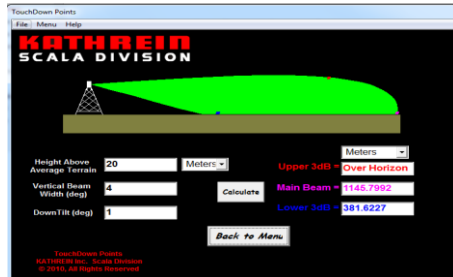 TouchDown Points
File Menu Help
KATHREIN
SCALA DIVISION
Meters
Height Above
Average Terrain
20
Meters
Upper 3dB =
Over Horizon
Vertical Beam
Width (deg)
4
Calculate
Main Beam =
1145.7992
DownTilt (deg)
1
Lower 3dB =
381.6227
Back to Menu
TouchDown Points
KATHREIN Inc. Scala Division
© 2010, All Rights Reserved